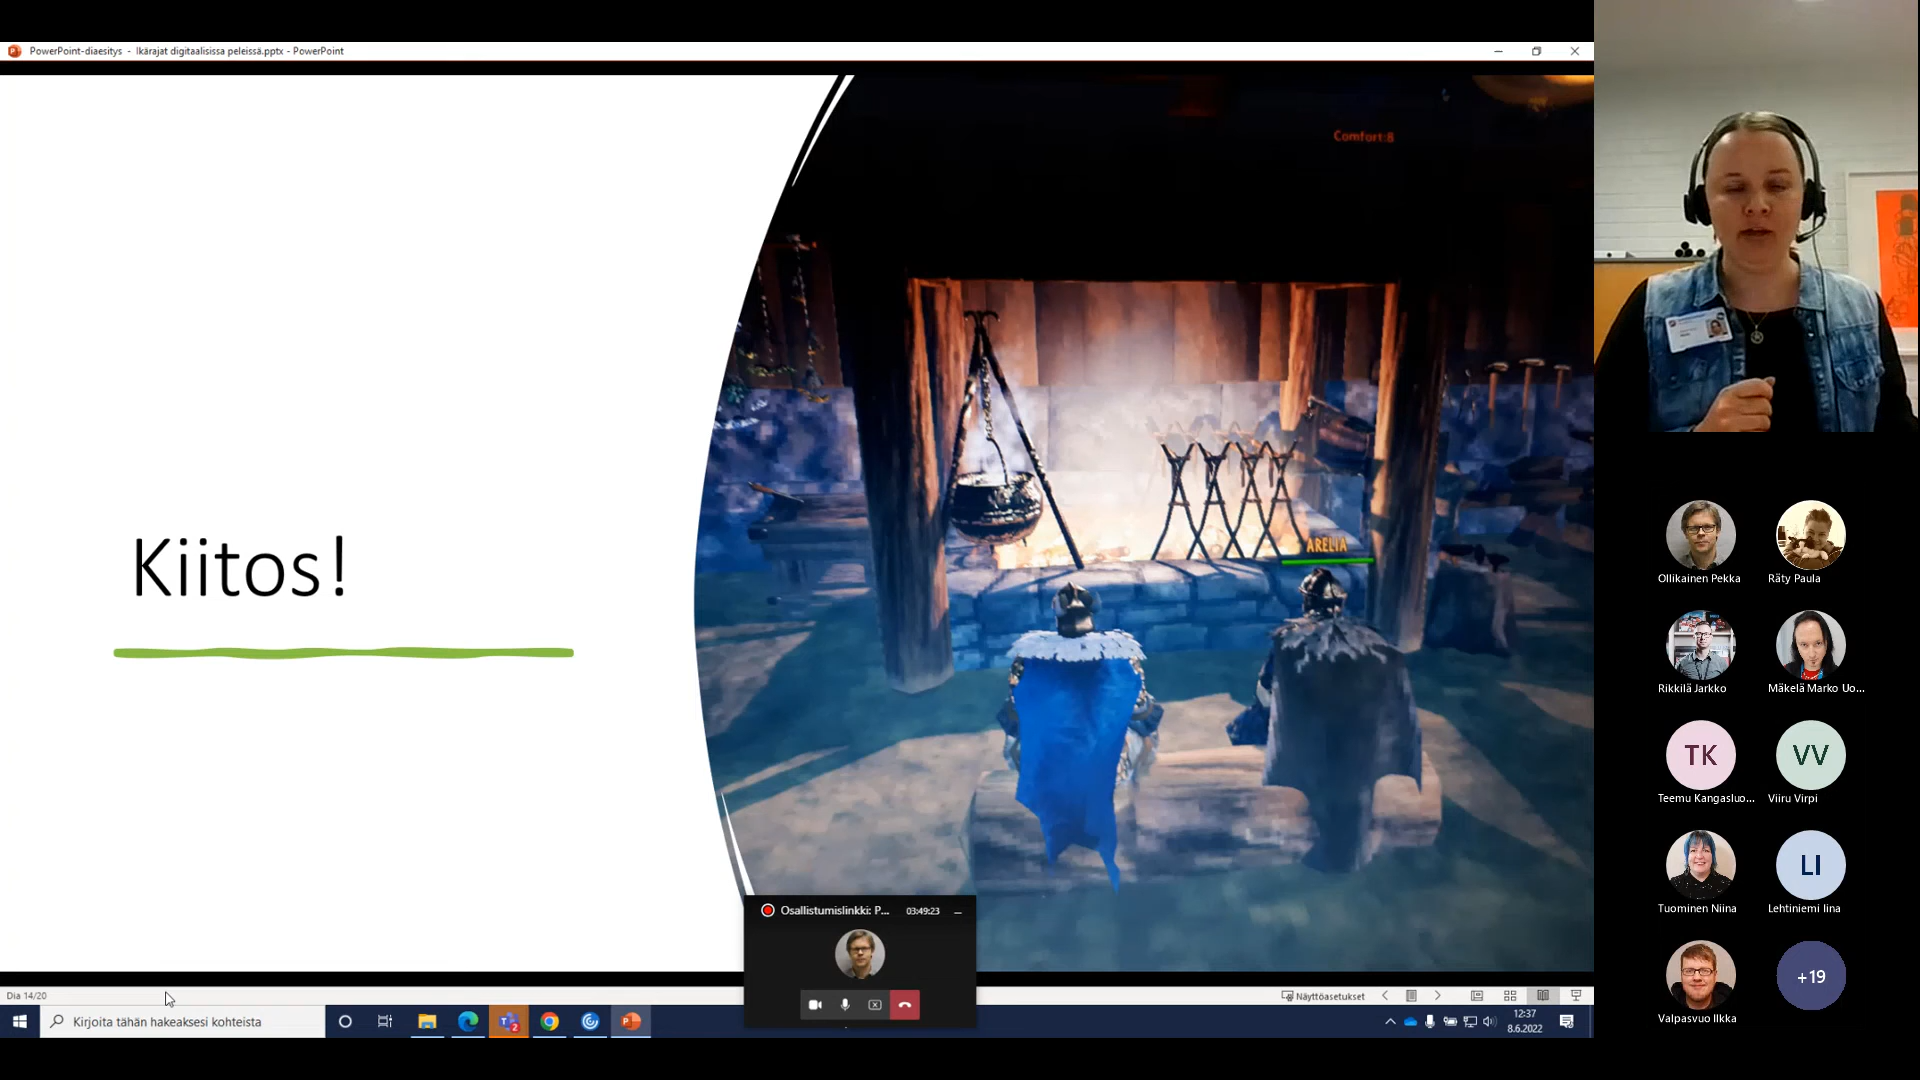 PowerPoint-diaesitys - Ikärajat digitaalisissa peleissä.pptx - PowerPoint
Comfort:8
Kiitos!
ARELIA
Osallistumislinkki: P... 03:49:23
Dia 14/20
Näyttöasetukset
Kirjoita tähän hakeaksesi kohteista
12:37
8.6.2022
Ollikainen Pekka
Räty Paula
Rikkilä Jarkko
Mäkelä Marko Uo...
TK
VV
Teemu Kangasluo...
Viiru Virpi
LI
Tuominen Niina
Lehtiniemi Iina
+19
Valpasvuo Ilkka